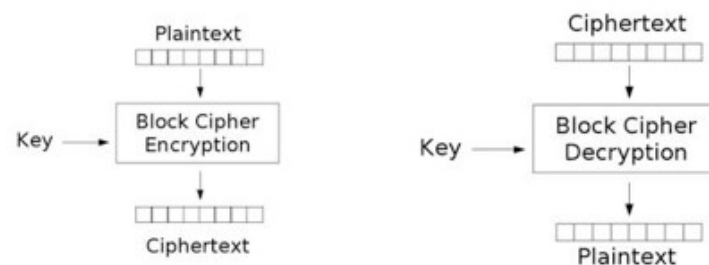 Plaintext
Key
Block Cipher
Encryption
Ciphertext
Ciphertext
Key
Block Cipher
Decryption
Plaintext